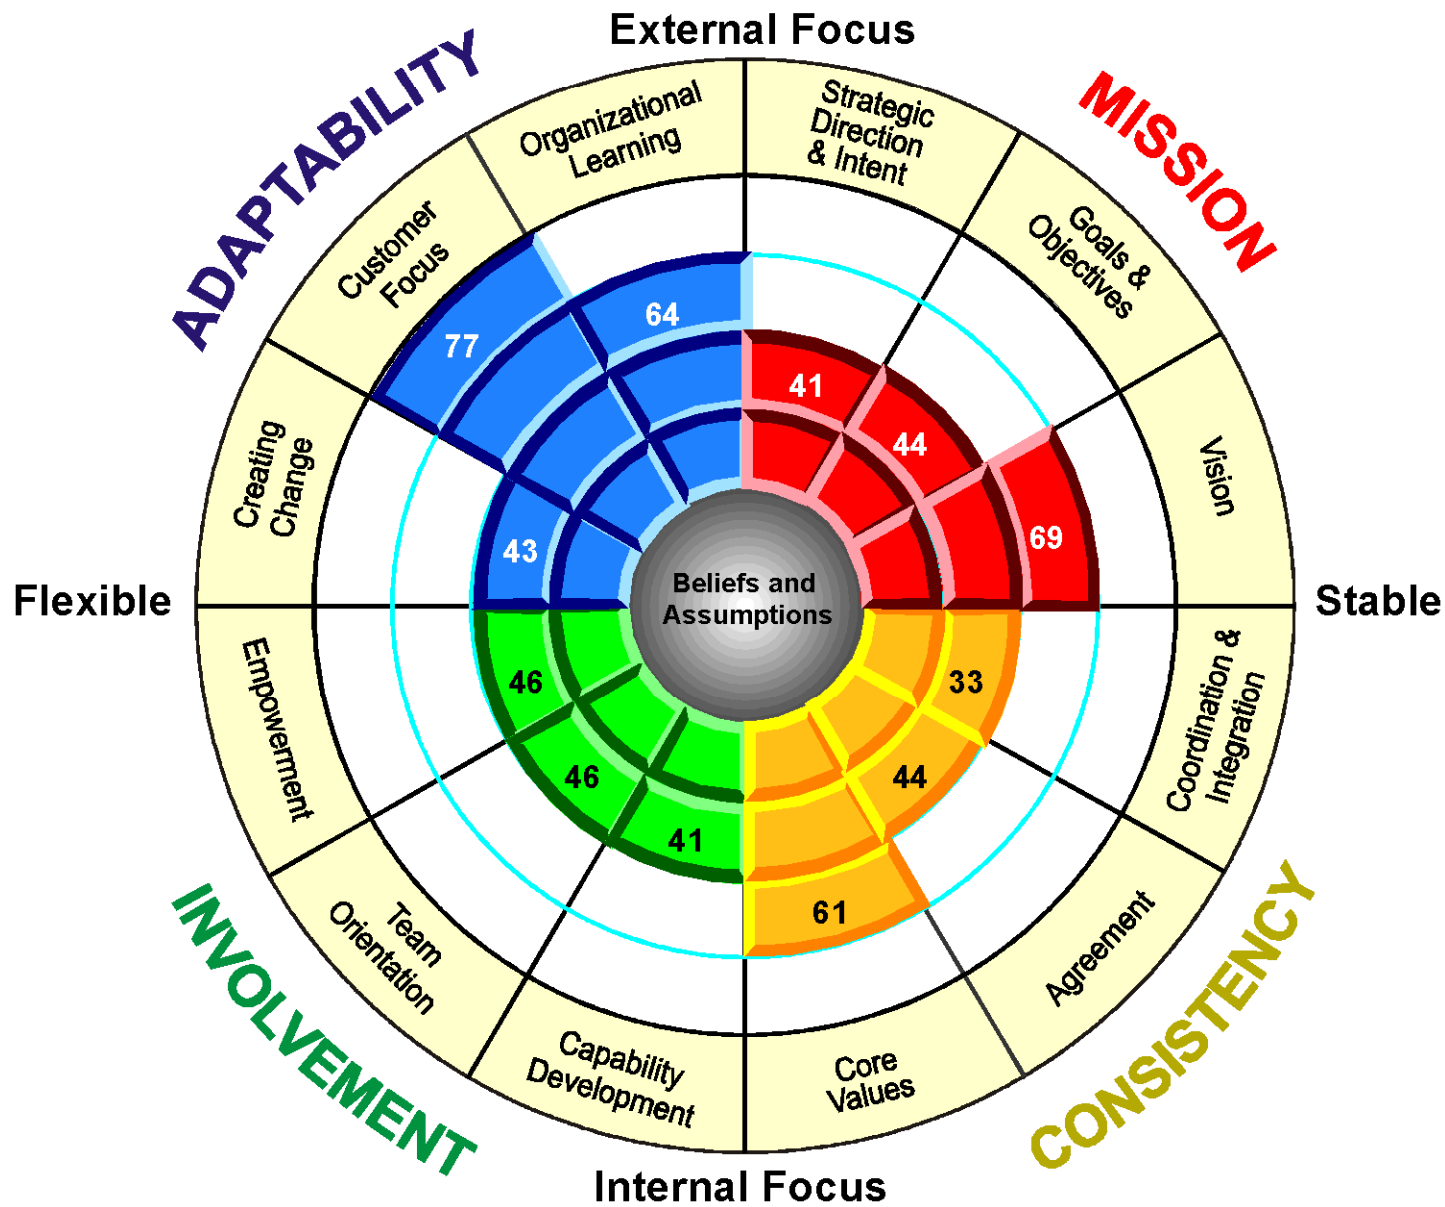 External Focus
ADAPTABILITY
MISSION
Organizational
Learning
Strategic
Direction
& Intent
Customer
Focus
Goals &
Objectives
Creating
Change
Vision
77
64
41
44
69
43
Beliefs and
Assumptions
Flexible
Stable
46
46
41
33
44
61
Empowerment
Coordination &
Integration
Team
Orientation
Agreement
Capability
Development
Core
Values
INVOLVEMENT
CONSISTENCY
Internal Focus